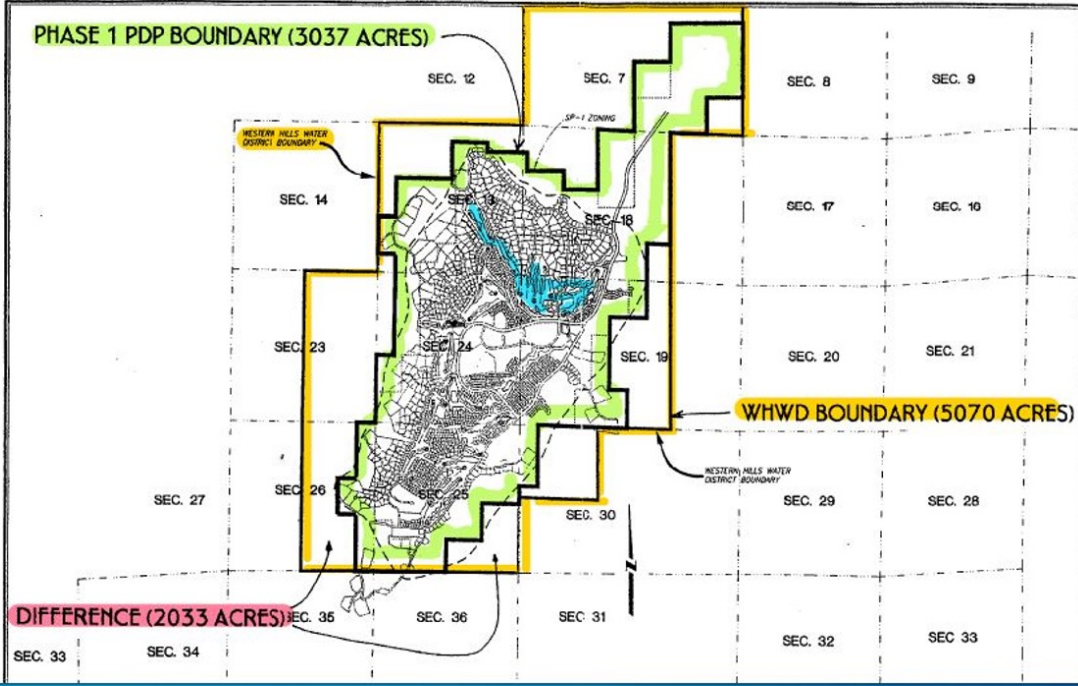 PHASE 1 PDP BOUNDARY (3037 ACRES)
SEC. 12
SEC. 7
SEC. 8
SEC. 9
SP-1 ZONING
WESTERN HILLS WATER
DISTRICT BOUNDARY
SEC. 14
SEC. 13
SEC. 18
SEC. 17
SEC. 16
SEC. 23
SEC. 24
SEC. 19
SEC. 20
SEC. 21
WHWD BOUNDARY (5070 ACRES)
WESTERN HILLS WATER
DISTRICT BOUNDARY
SEC. 27
SEC. 26
SEC. 25
SEC. 30
SEC. 29
SEC. 28
N
DIFFERENCE (2033 ACRES)
SEC. 35
SEC. 36
SEC. 31
SEC. 32
SEC 33
SEC. 33
SEC. 34